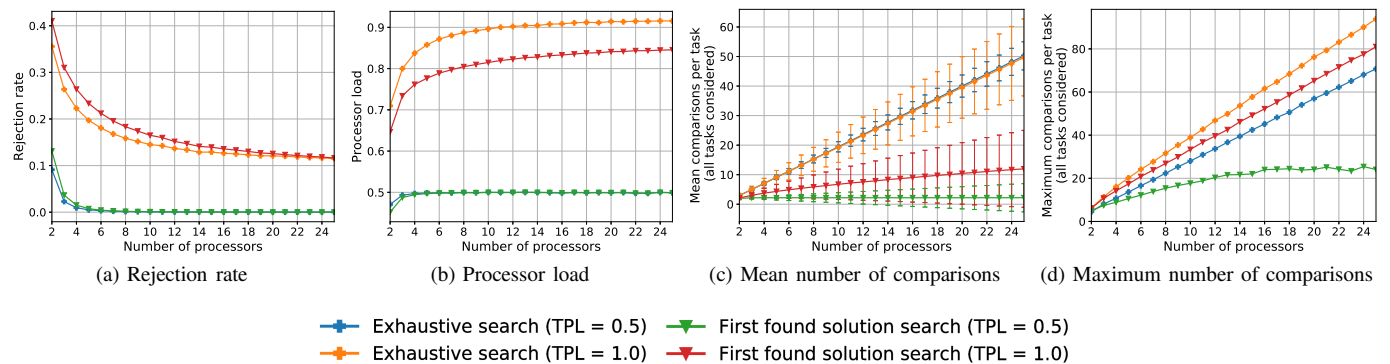 0.4
0.3
0.2
0.1
0.0
Rejection rate
2 4 6 8 10 12 14 16 18 20 22 24
Number of processors
(a) Rejection rate
0.9
0.8
0.7
0.6
0.5
Processor load
2 4 6 8 10 12 14 16 18 20 22 24
Number of processors
(b) Processor load
60
50
40
30
20
10
0
Mean comparisons per task
(all tasks considered)
2 4 6 8 10 12 14 16 18 20 22 24
Number of processors
(c) Mean number of comparisons
80
60
40
20
0
Maximum comparisons per task
(all tasks considered)
2 4 6 8 10 12 14 16 18 20 22 24
Number of processors
(d) Maximum number of comparisons
Exhaustive search (TPL = 0.5)
Exhaustive search (TPL = 1.0)
First found solution search (TPL = 0.5)
First found solution search (TPL = 1.0)